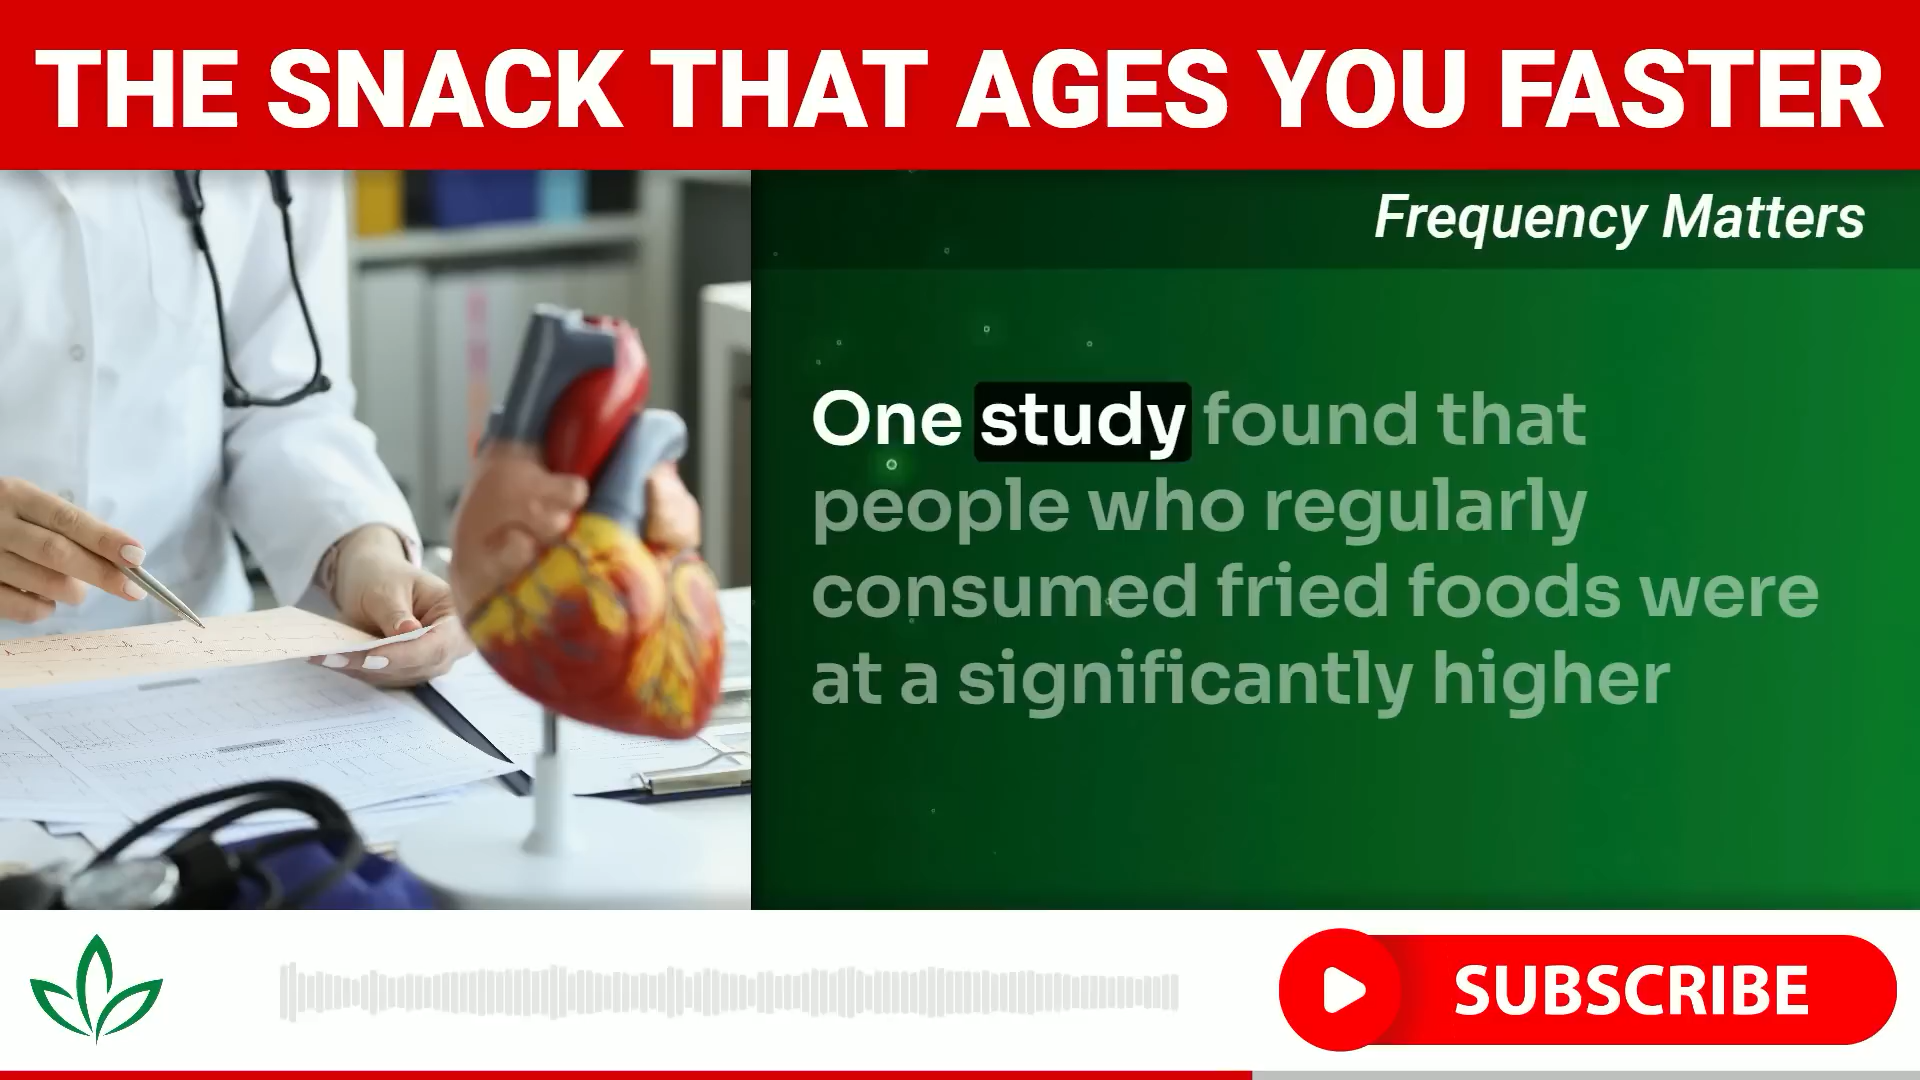 THE SNACK THAT AGES YOU FASTER
Frequency Matters
One study found that
people who regularly
consumed fried foods were
at a significantly higher
SUBSCRIBE